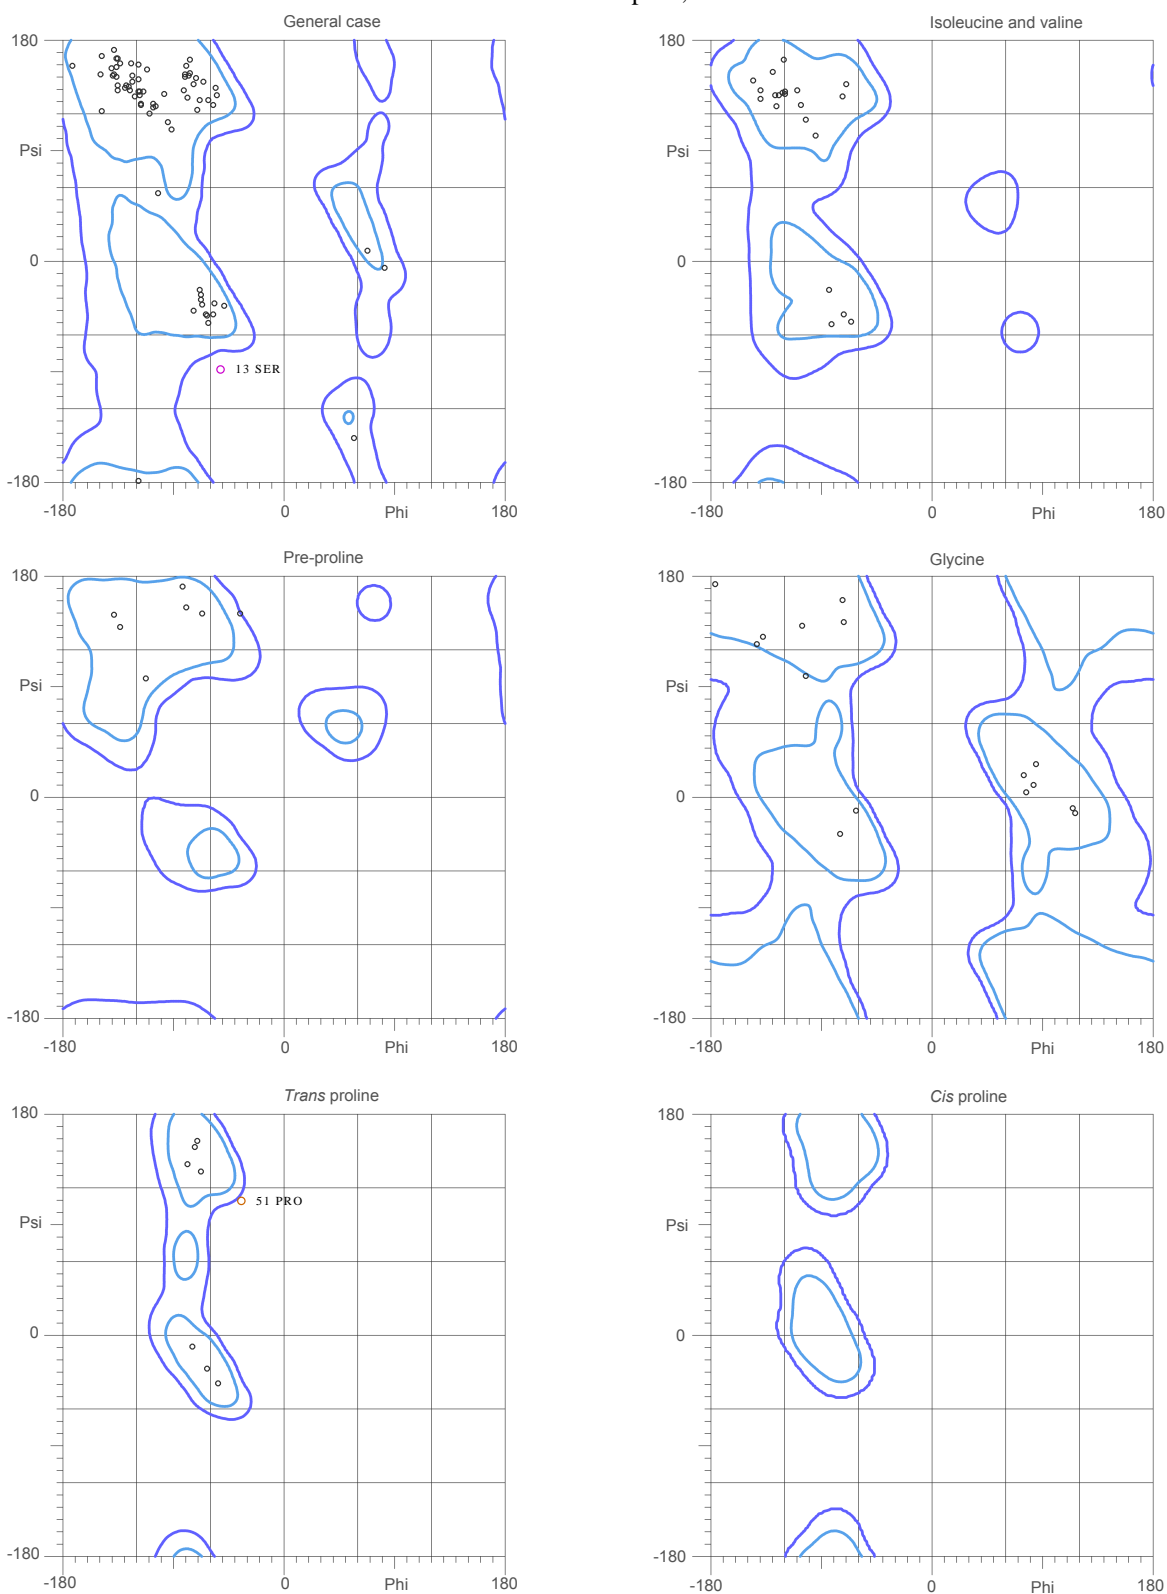 General case
Isoleucine and valine
180
180
Psi
Psi
0
0
13 SER
-180
-180
-180
0
Phi
180
-180
0
Phi
180
Pre-proline
Glycine
180
180
Psi
Psi
0
0
-180
-180
-180
0
Phi
180
-180
0
Phi
180
Trans proline
Cis proline
180
180
51 PRO
Psi
Psi
0
0
-180
-180
-180
0
Phi
180
-180
0
Phi
180